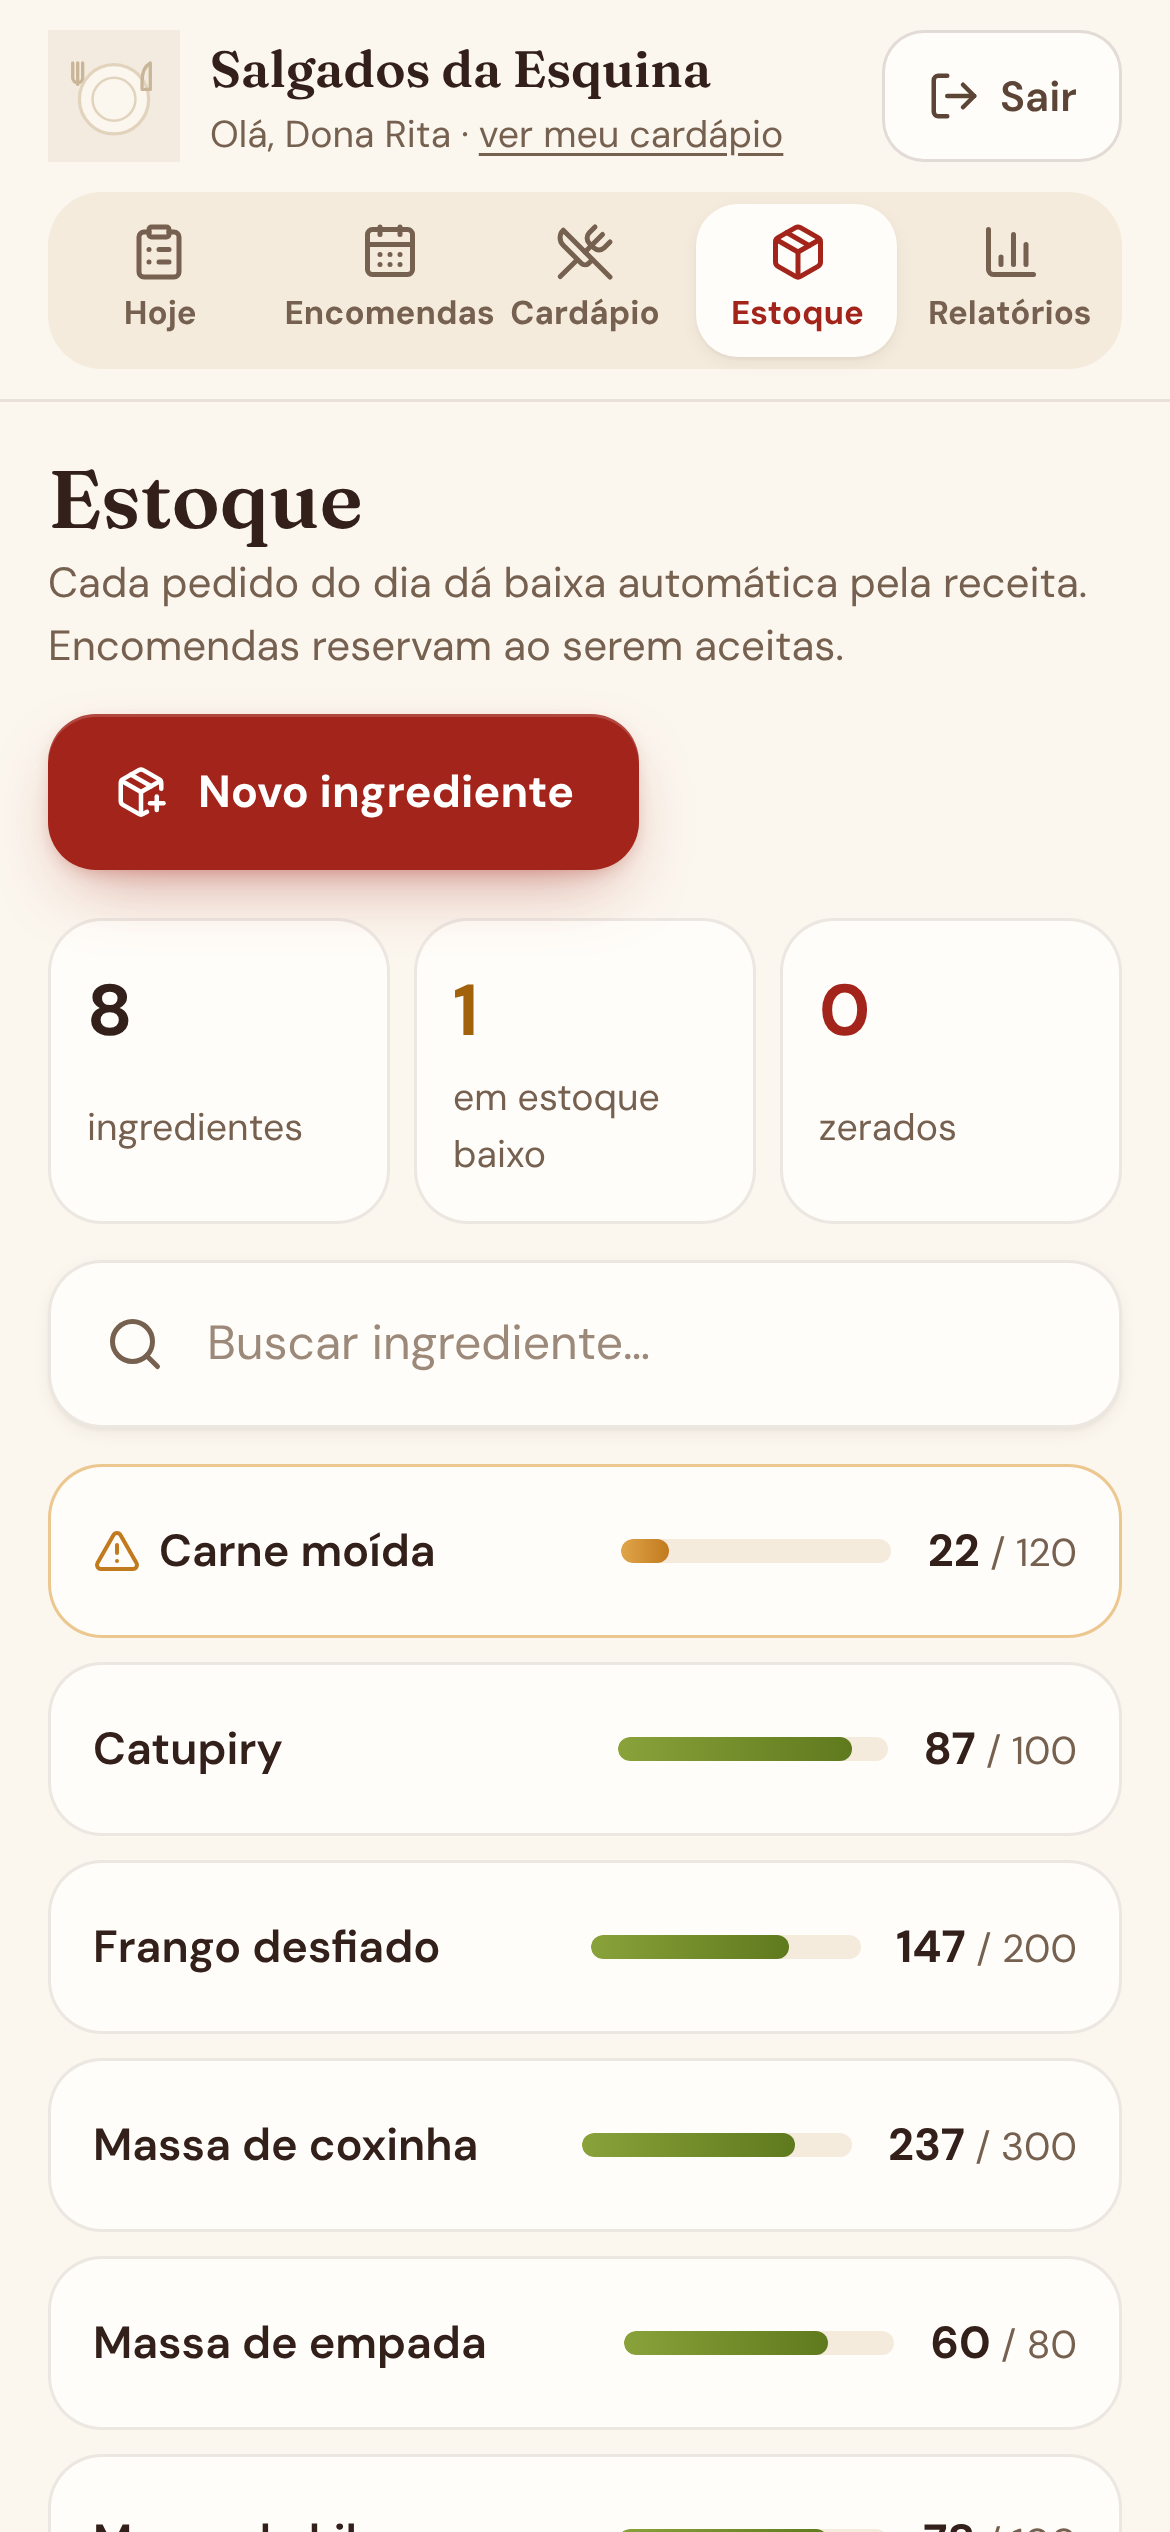 Salgados da Esquina
Olá, Dona Rita · ver meu cardápio
Sair
Hoje
Encomendas
Cardápio
Estoque
Relatórios
Estoque
Cada pedido do dia dá baixa automática pela receita.
Encomendas reservam ao serem aceitas.
Novo ingrediente
8
ingredientes
1
em estoque
baixo
0
zerados
Buscar ingrediente...
Carne moída 22 / 120
Catupiry 87 / 100
Frango desfiado 147 / 200
Massa de coxinha 237 / 300
Massa de empada 60 / 80